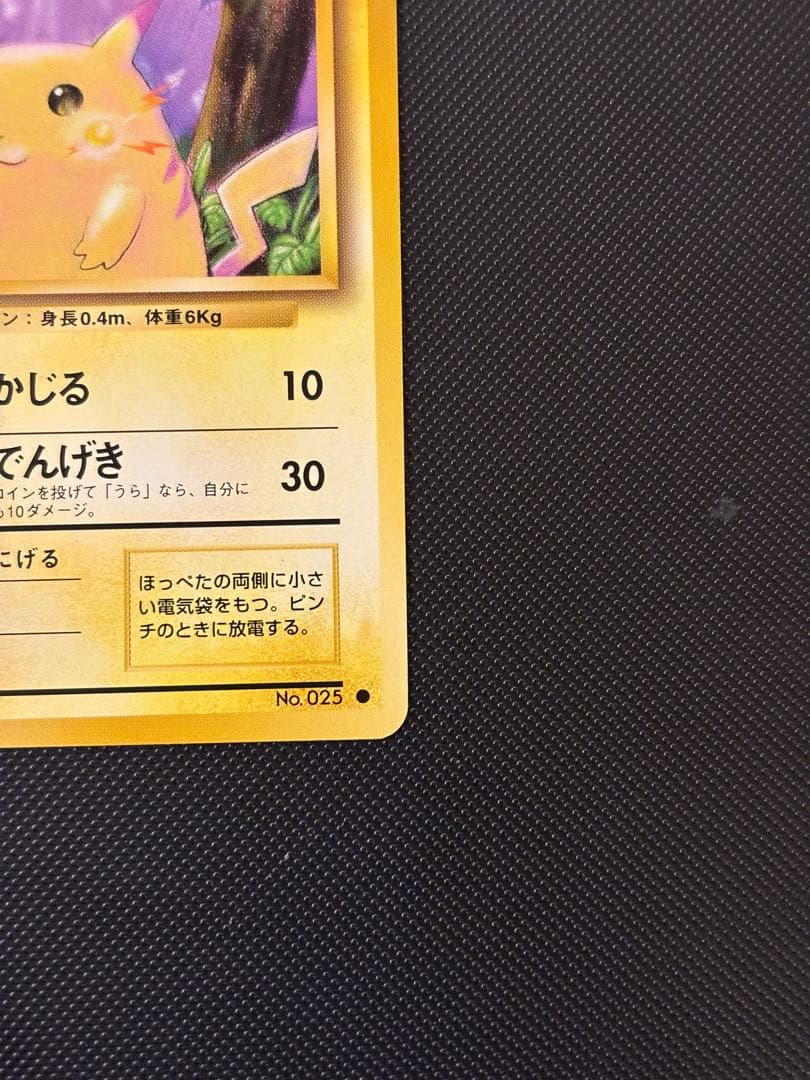 ン：身長0.4m、体重6Kg
かじる 10
でんげき 30
コインを投げて「うら」なら、自分に
も10ダメージ。
にげる
ほっぺたの両側に小さ
い電気袋をもつ。ピン
チのときに放電する。
No. 025 ●